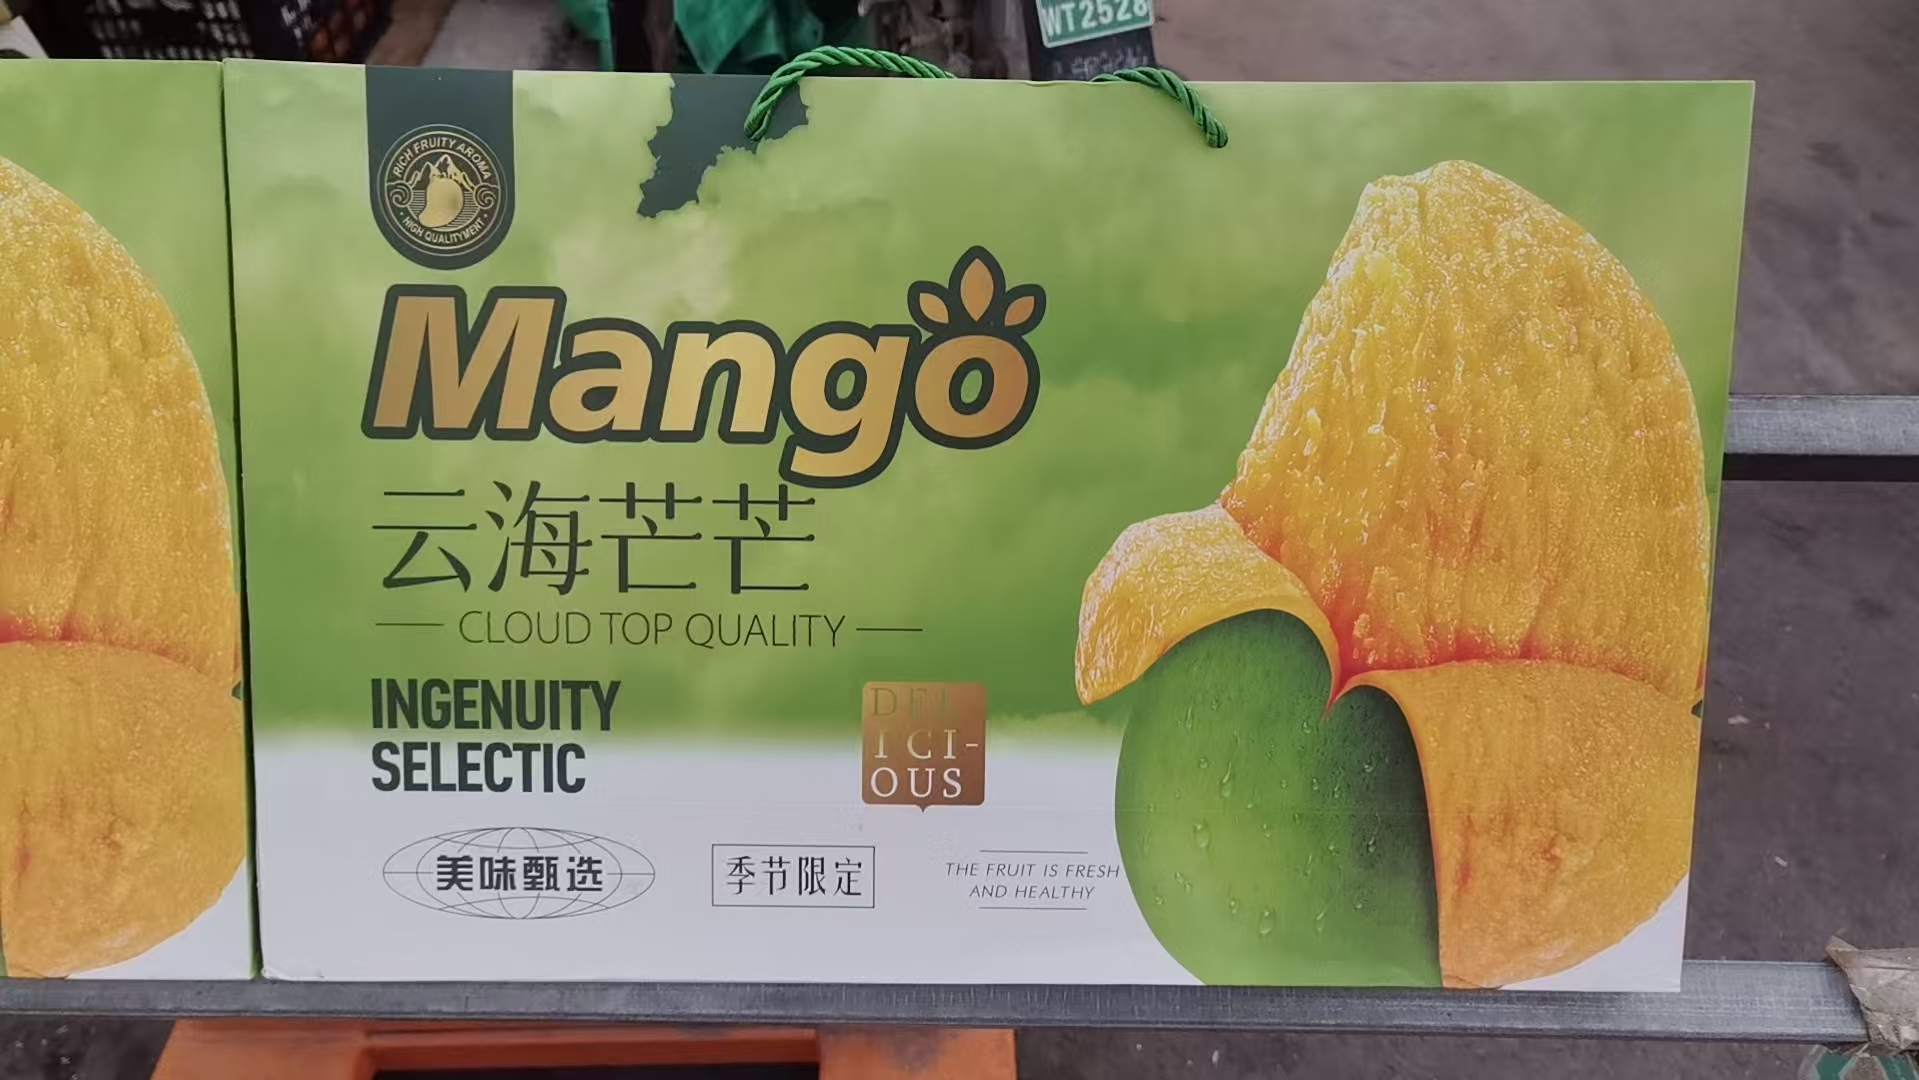 WT2528
RICH FRUITY AROMA
HIGH QUALITYMENT
Mango
云海芒芒
CLOUD TOP QUALITY
INGENUITY
SELECTIC
DEL
ICI-
OUS
美味甄选
季节限定
THE FRUIT IS FRESH
AND HEALTHY